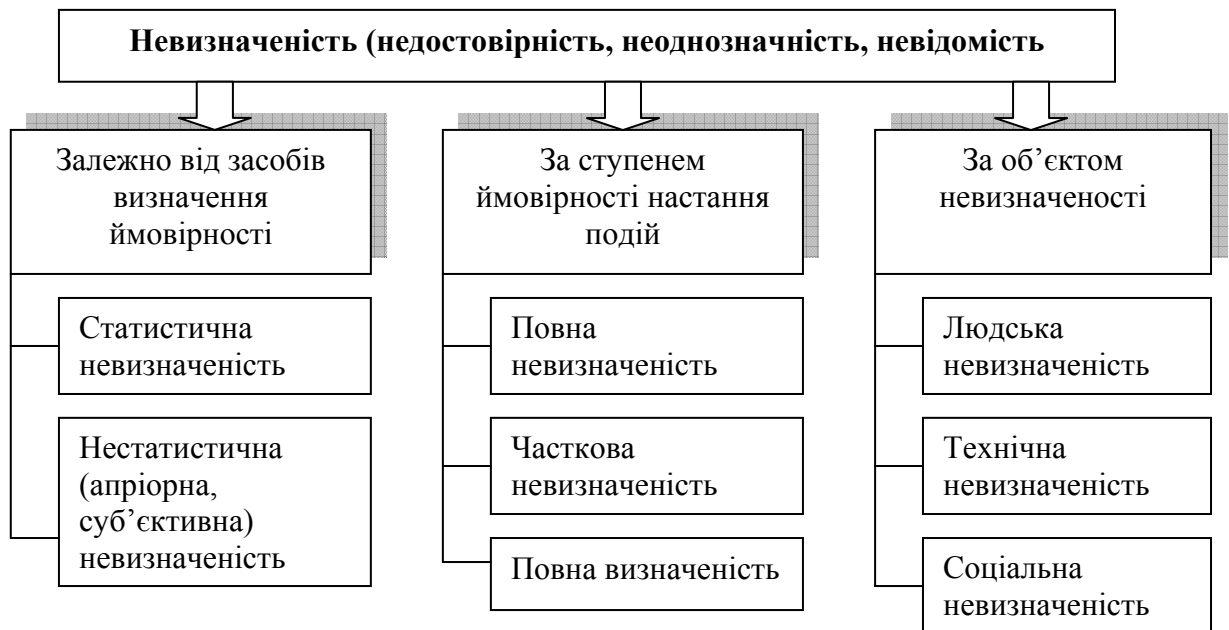 Невизначеність (недостовірність, неоднозначність, невідомість
Залежно від засобів
визначення
ймовірності
Статистична
невизначеність
Нестатистична
(апріорна,
суб’єктивна)
невизначеність
За ступенем
ймовірності настання
подій
Повна
невизначеність
Часткова
невизначеність
Повна визначеність
За об’єктом
невизначеності
Людська
невизначеність
Технічна
невизначеність
Соціальна
невизначеність